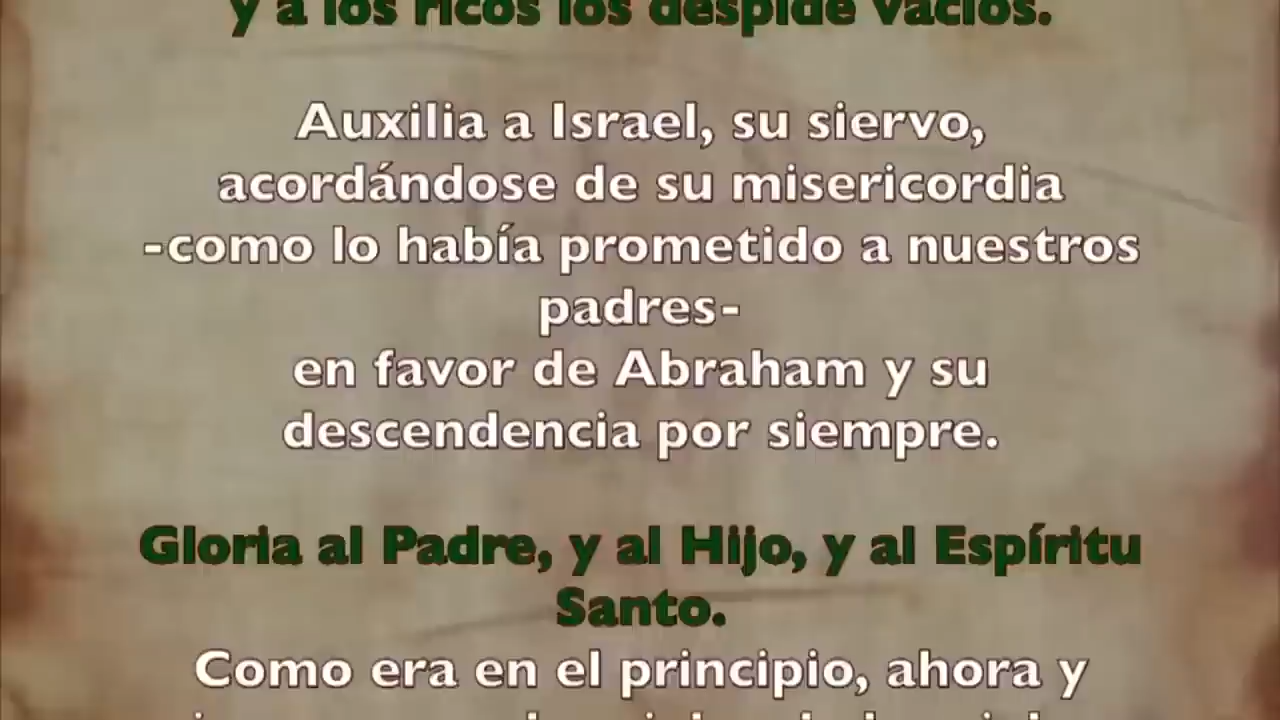 y a los ricos los despide vacíos.
Auxilia a Israel, su siervo,
acordándose de su misericordia
-como lo había prometido a nuestros
padres-
en favor de Abraham y su
descendencia por siempre.
Gloria al Padre, y al Hijo, y al Espíritu
Santo.
Como era en el principio, ahora y